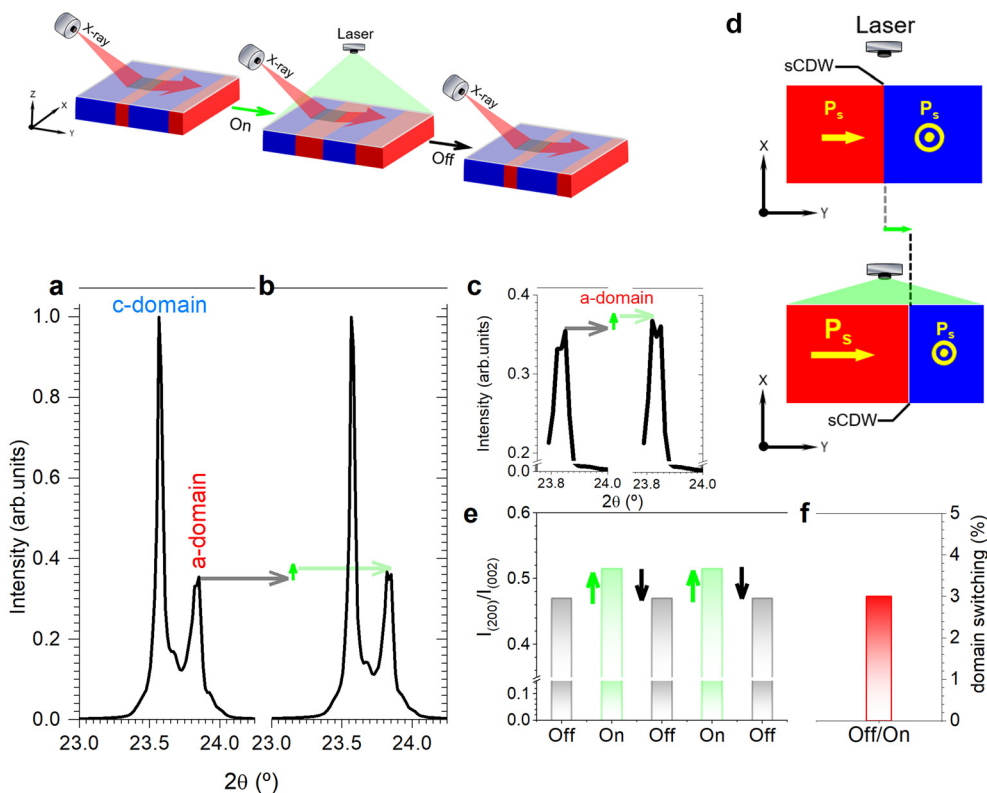 X-ray
X-ray
Laser
X-ray
Z
X
Y
On
Off
d
Laser
sCDW
Ps
Ps
X
Y
Ps
Ps
X
sCDW
Y
a
c-domain
a-domain
Intensity (arb.units)
1.0
0.8
0.6
0.4
0.2
0.0
23.0
23.5
24.0
b
23.0
23.5
24.0
2θ (º)
c
a-domain
Intensity (arb.units)
0.4
0.3
0.2
0.0
23.8
24.0
23.8
24.0
2θ (º)
e
I(200)/I(002)
0.6
0.5
0.4
0.1
0.0
Off
On
Off
On
Off
f
5
4
3
2
1
0
domain switching (%)
Off/On